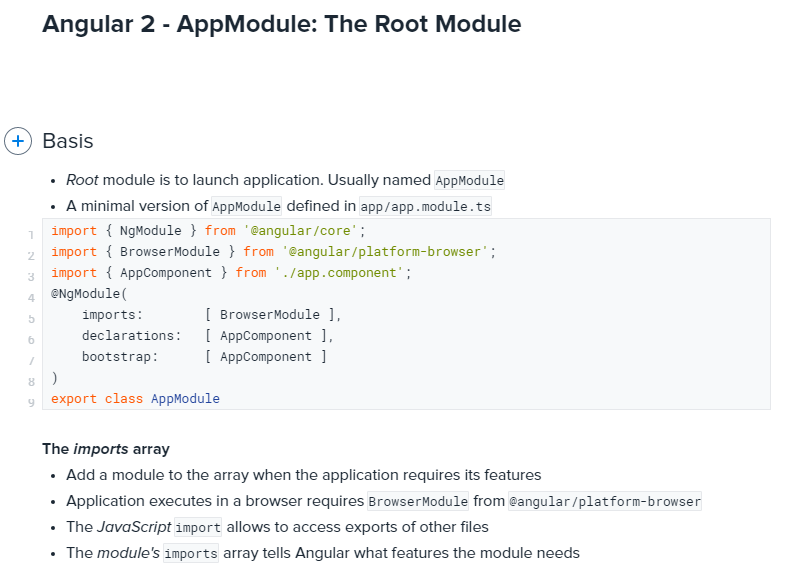 Angular 2 - AppModule: The Root Module
Basis
• Root module is to launch application. Usually named AppModule
• A minimal version of AppModule defined in app/app.module.ts
1 import { NgModule } from '@angular/core';
2 import { BrowserModule } from '@angular/platform-browser';
3 import { AppComponent } from './app.component';
4 @NgModule(
5     imports:        [ BrowserModule ],
6     declarations:   [ AppComponent ],
7     bootstrap:      [ AppComponent ]
8 )
9 export class AppModule
The imports array
• Add a module to the array when the application requires its features
• Application executes in a browser requires BrowserModule from @angular/platform-browser
• The JavaScript import allows to access exports of other files
• The module's imports array tells Angular what features the module needs